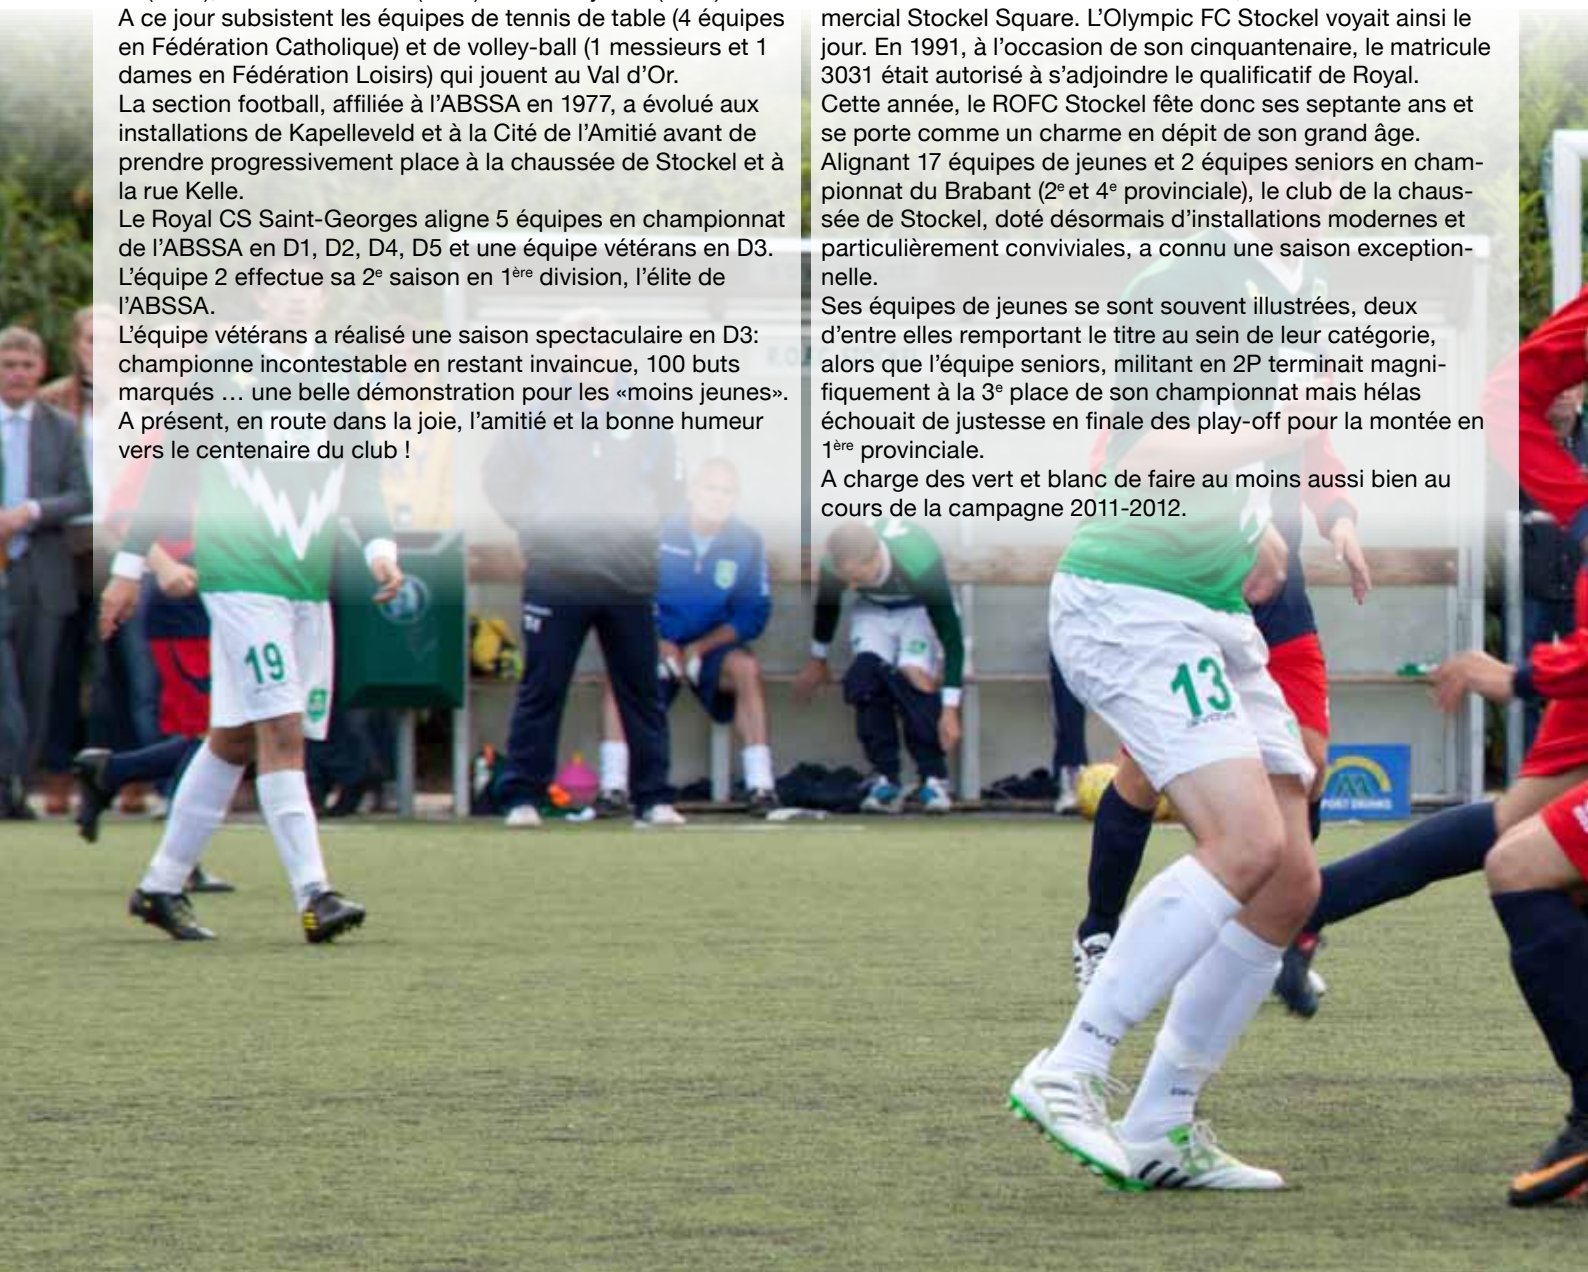 A ce jour subsistent les équipes de tennis de table (4 équipes
en Fédération Catholique) et de volley-ball (1 messieurs et 1
dames en Fédération Loisirs) qui jouent au Val d’Or.
La section football, affiliée à l’ABSSA en 1977, a évolué aux
installations de Kapelleveld et à la Cité de l’Amitié avant de
prendre progressivement place à la chaussée de Stockel et à
la rue Kelle.
Le Royal CS Saint-Georges aligne 5 équipes en championnat
de l’ABSSA en D1, D2, D4, D5 et une équipe vétérans en D3.
L’équipe 2 effectue sa 2e saison en 1ère division, l’élite de
l’ABSSA.
L’équipe vétérans a réalisé une saison spectaculaire en D3:
championne incontestable en restant invaincue, 100 buts
marqués … une belle démonstration pour les «moins jeunes».
A présent, en route dans la joie, l’amitié et la bonne humeur
vers le centenaire du club !
mercial Stockel Square. L’Olympic FC Stockel voyait ainsi le
jour. En 1991, à l’occasion de son cinquantenaire, le matricule
3031 était autorisé à s’adjoindre le qualificatif de Royal.
Cette année, le ROFC Stockel fête donc ses septante ans et
se porte comme un charme en dépit de son grand âge.
Alignant 17 équipes de jeunes et 2 équipes seniors en cham-
pionnat du Brabant (2e et 4e provinciale), le club de la chaus-
sée de Stockel, doté désormais d’installations modernes et
particulièrement conviviales, a connu une saison exception-
nelle.
Ses équipes de jeunes se sont souvent illustrées, deux
d’entre elles remportant le titre au sein de leur catégorie,
alors que l’équipe seniors, militant en 2P terminait magni-
fiquement à la 3e place de son championnat mais hélas
échouait de justesse en finale des play-off pour la montée en
1ère provinciale.
A charge des vert et blanc de faire au moins aussi bien au
cours de la campagne 2011-2012.
19
13